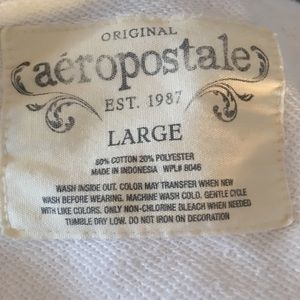 ORIGINAL
aéropostale
EST. 1987
LARGE
80% COTTON 20% POLYESTER
MADE IN INDONESIA WPL# 8046
WASH INSIDE OUT. COLOR MAY TRANSFER WHEN NEW
WASH BEFORE WEARING. MACHINE WASH COLD. GENTLE CYCLE
WITH LIKE COLORS. ONLY NON-CHLORINE BLEACH WHEN NEEDED
TUMBLE DRY LOW. DO NOT IRON ON DECORATION